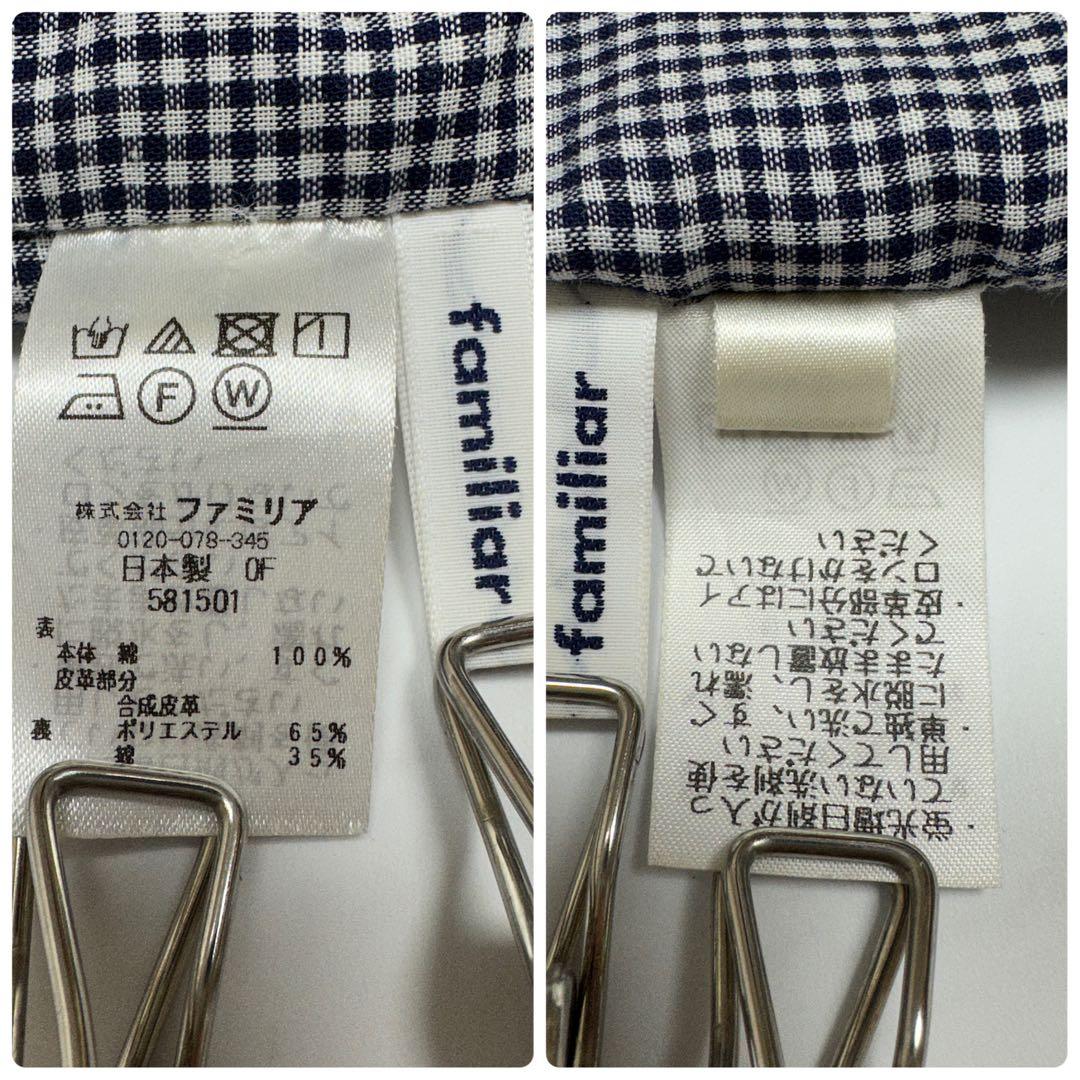 F W
株式会社 ファミリア
0120-078-345
日本製 0F
581501
表
本体 綿 100%
皮革部分
合成皮革
裏 ポリエステル 65%
綿 35%
familiar
familiar
蛍光増白剤が入っ
ていない洗剤を使
用してください
・単独で洗い、すぐ
に脱水をし、濡れ
たまま放置しない
でください
・皮革部分にはアイ
ロンをかけないで
ください